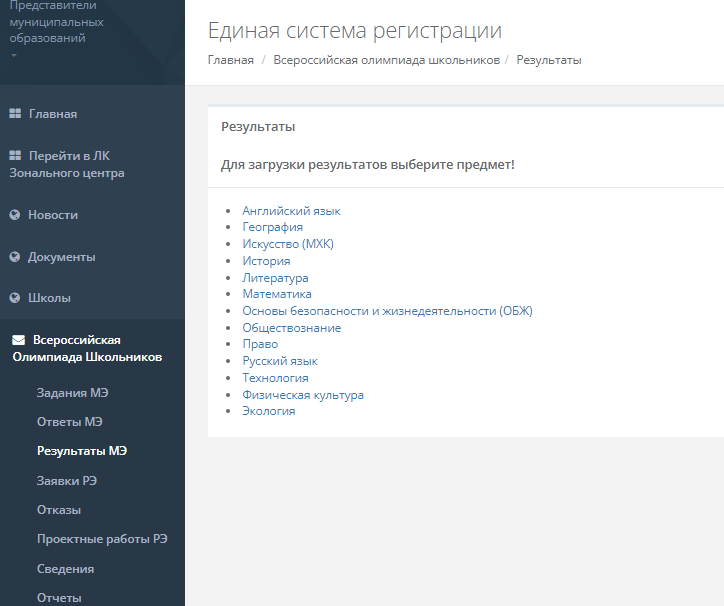 Представители
муниципальных
образований
Главная
Перейти в ЛК
Зонального центра
Новости
Документы
Школы
Всероссийская
Олимпиада Школьников
Задания МЭ
Ответы МЭ
Результаты МЭ
Заявки РЭ
Отказы
Проектные работы РЭ
Сведения
Отчеты
Единая система регистрации
Главная / Всероссийская олимпиада школьников / Результаты
Результаты
Для загрузки результатов выберите предмет!
Английский язык
География
Искусство (МХК)
История
Литература
Математика
Основы безопасности и жизнедеятельности (ОБЖ)
Обществознание
Право
Русский язык
Технология
Физическая культура
Экология